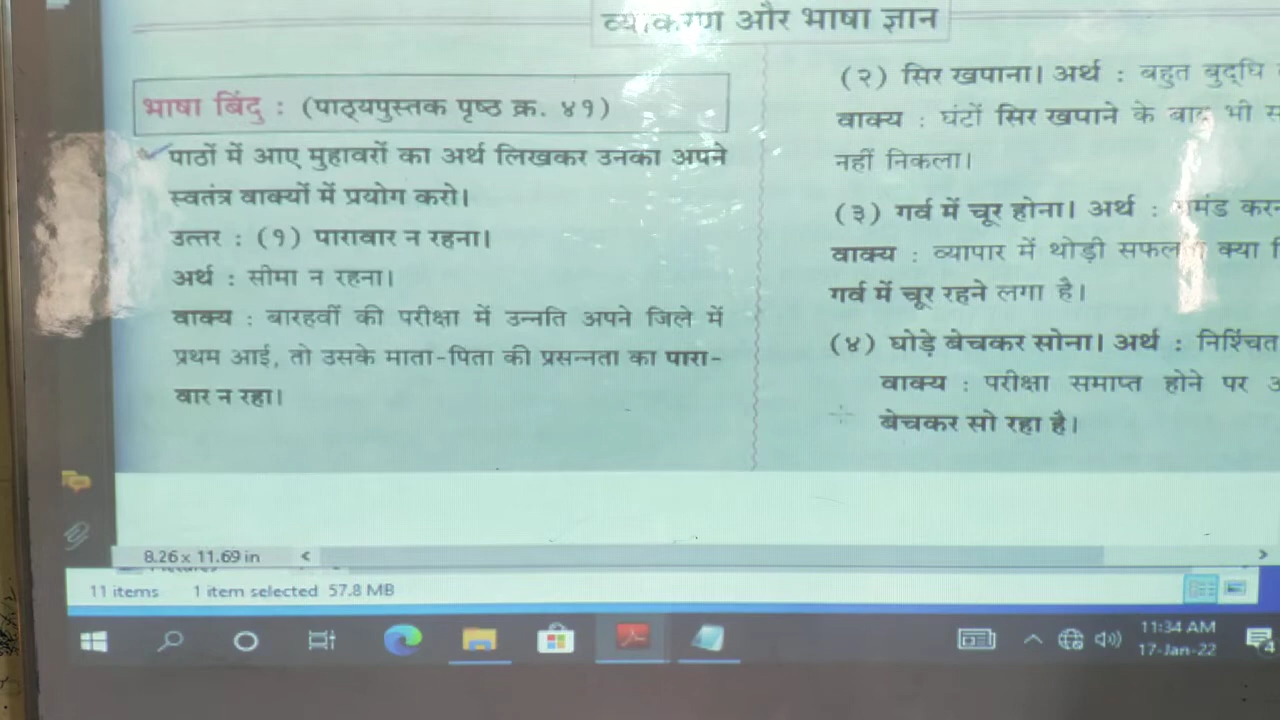 व्याकरण और भाषा ज्ञान
भाषा बिंदु : (पाठ्यपुस्तक पृष्ठ क्र. ४१)
पाठों में आए मुहावरों का अर्थ लिखकर उनका अपने
स्वतंत्र वाक्यों में प्रयोग करो।
उत्तर : (१) पारावार न रहना।
अर्थ : सीमा न रहना।
वाक्य : बारहवीं की परीक्षा में उन्नति अपने जिले में
प्रथम आई, तो उसके माता-पिता की प्रसन्नता का पारा-
वार न रहा।
(२) सिर खपाना। अर्थ : बहुत बुद्धि
वाक्य : घंटों सिर खपाने के बाद भी
नहीं निकला।
(३) गर्व में चूर होना। अर्थ :
वाक्य : व्यापार में थोड़ी क्या
गर्व में चूर रहने लगा है।
(४) घोड़े बेचकर सोना। अर्थ : निश्चिंत
वाक्य : परीक्षा समाप्त होने पर
बेचकर सो रहा है।
8.26 x 11.69 in
11 items 1 item selected 57.8 MB
11:34 AM
17-Jan-22
4